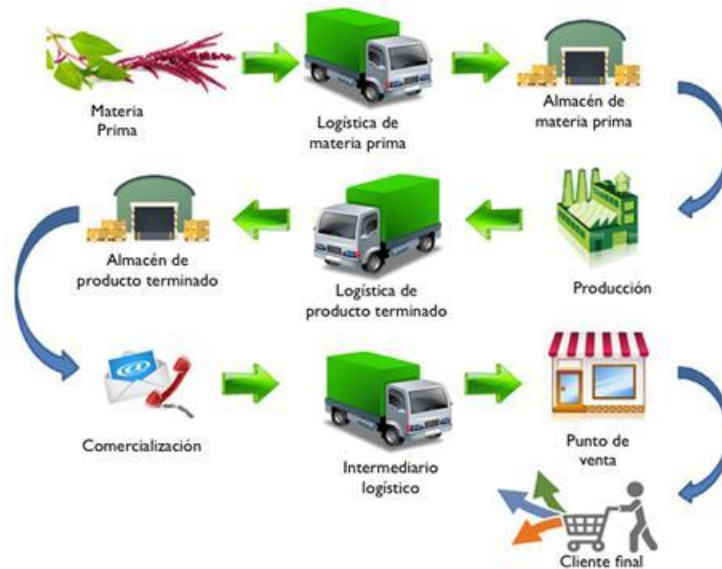 Materia
Prima
Logística de
materia prima
Almacén de
materia prima
Almacén de
producto terminado
Logística de
producto terminado
Producción
Comercialización
Intermediario
logístico
Punto de
venta
Cliente final